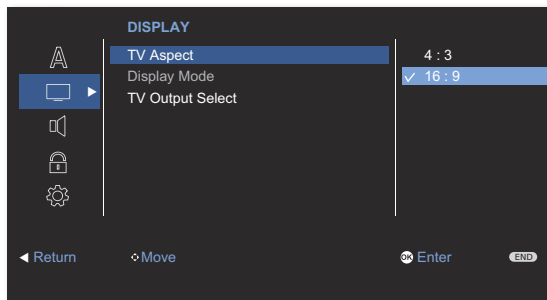 DISPLAY
TV Aspect
Display Mode
TV Output Select
4 : 3
✓ 16 : 9
A
Return
Move
OK Enter
END